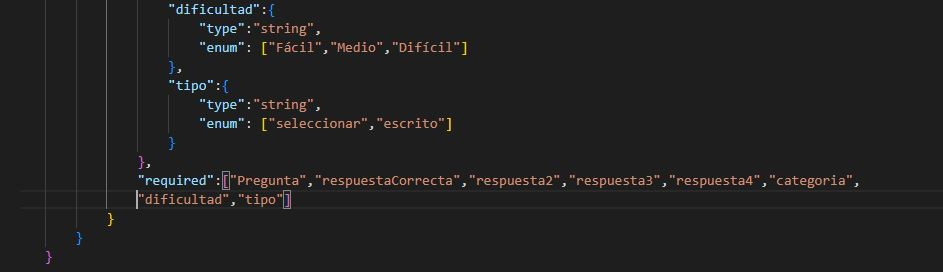 "dificultad":{
"type":"string",
"enum": ["Fácil","Medio","Difícil"]
},
"tipo":{
"type":"string",
"enum": ["seleccionar","escrito"]
}
},
"required":["Pregunta","respuestaCorrecta","respuesta2","respuesta3","respuesta4","categoria",
"dificultad","tipo"]
}
}
}